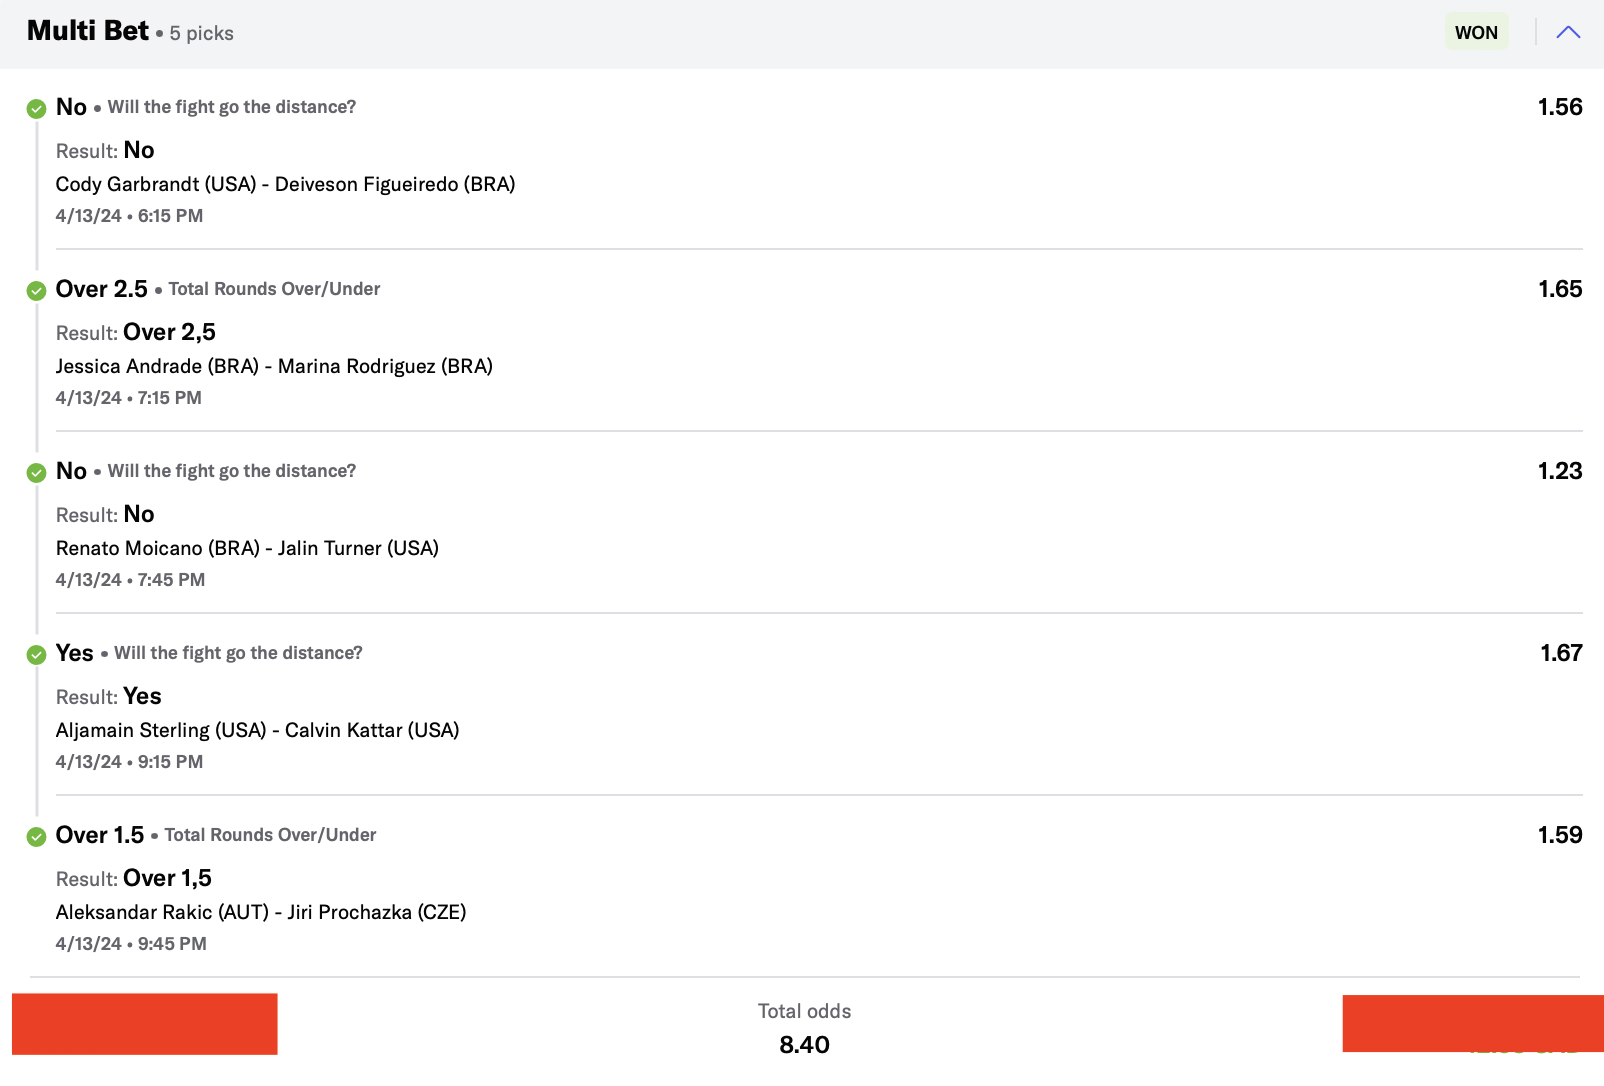 Multi Bet • 5 picks
WON
No • Will the fight go the distance?
1.56
Result: No
Cody Garbrandt (USA) - Deiveson Figueiredo (BRA)
4/13/24 • 6:15 PM
Over 2.5 • Total Rounds Over/Under
1.65
Result: Over 2,5
Jessica Andrade (BRA) - Marina Rodriguez (BRA)
4/13/24 • 7:15 PM
No • Will the fight go the distance?
1.23
Result: No
Renato Moicano (BRA) - Jalin Turner (USA)
4/13/24 • 7:45 PM
Yes • Will the fight go the distance?
1.67
Result: Yes
Aljamain Sterling (USA) - Calvin Kattar (USA)
4/13/24 • 9:15 PM
Over 1.5 • Total Rounds Over/Under
1.59
Result: Over 1,5
Aleksandar Rakic (AUT) - Jiri Prochazka (CZE)
4/13/24 • 9:45 PM
Total odds
8.40